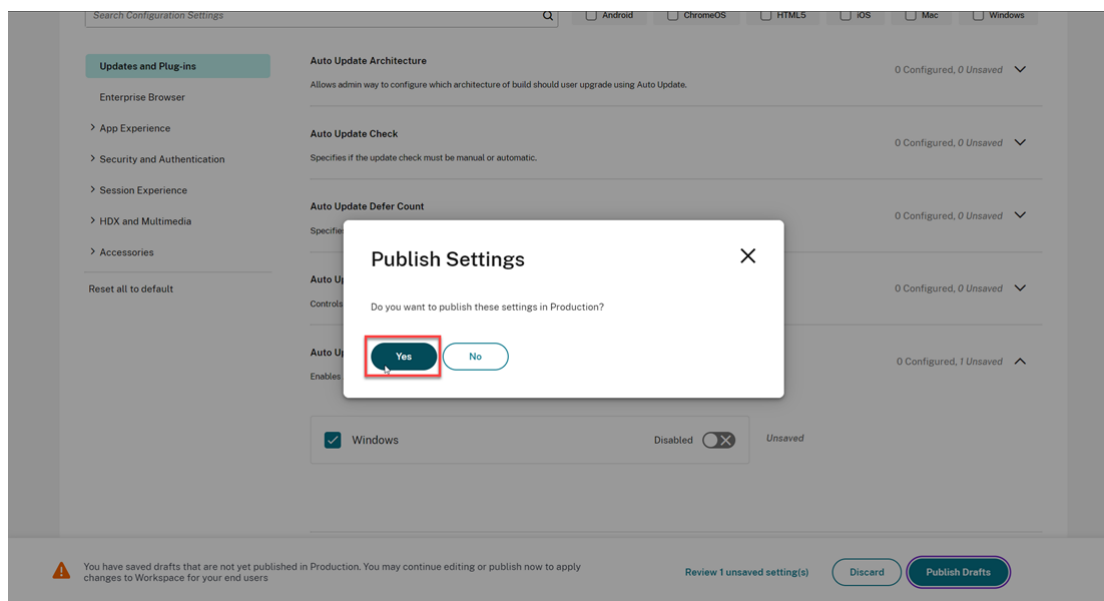 Search Configuration Settings
Android
ChromeOS
HTML5
iOS
Mac
Windows
Updates and Plug-ins
Enterprise Browser
App Experience
Security and Authentication
Session Experience
HDX and Multimedia
Accessories
Reset all to default
Auto Update Architecture
0 Configured, 0 Unsaved
Allows admin way to configure which architecture of build should user upgrade using Auto Update.
Auto Update Check
0 Configured, 0 Unsaved
Specifies if the update check must be manual or automatic.
Auto Update Defer Count
0 Configured, 0 Unsaved
Auto
0 Configured, 0 Unsaved
Controls
Auto
0 Configured, 1 Unsaved
Enables
Publish Settings
Do you want to publish these settings in Production?
Yes
No
Windows
Disabled
Unsaved
You have saved drafts that are not yet published in Production. You may continue editing or publish now to apply
changes to Workspace for your end users
Review 1 unsaved setting(s)
Discard
Publish Drafts